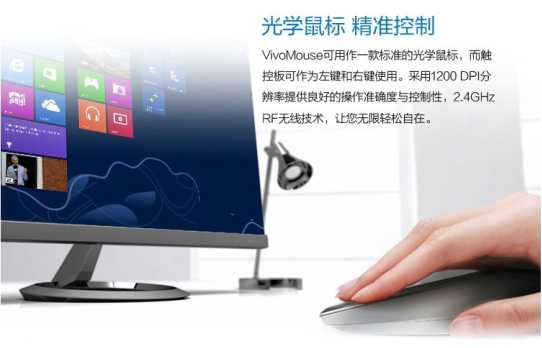 光学鼠标 精准控制
VivoMouse可用作一款标准的光学鼠标，而触
控板可作为左键和右键使用。采用1200 DPI分
辨率提供良好的操作准确度与控制性，2.4GHz
RF无线技术，让您无限轻松自在。